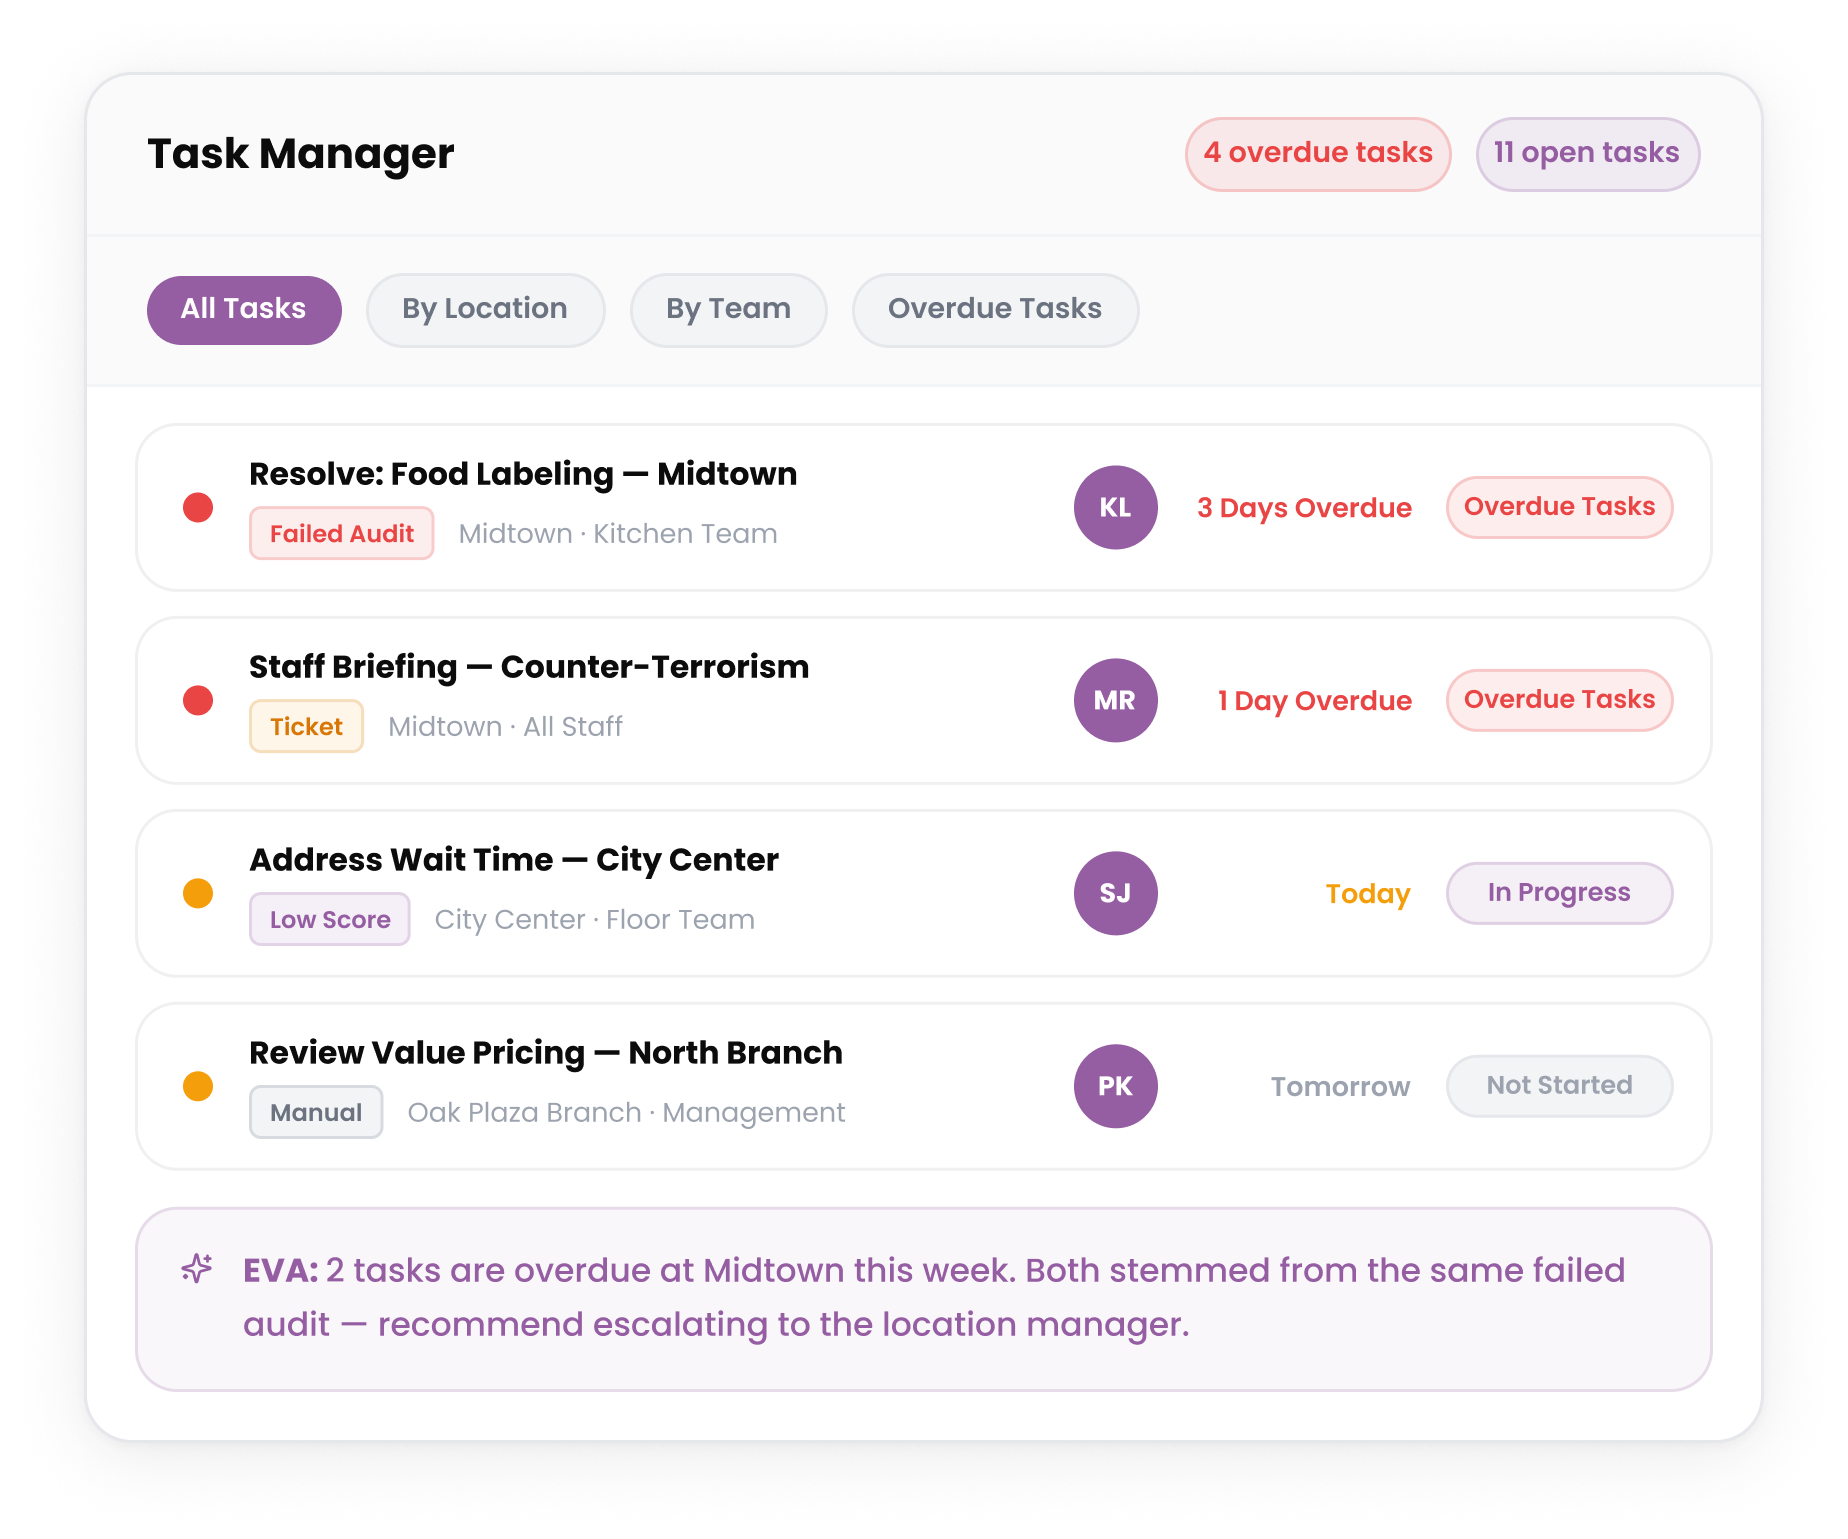 Task Manager
4 overdue tasks
11 open tasks
All Tasks
By Location
By Team
Overdue Tasks
Resolve: Food Labeling — Midtown
Failed Audit
Midtown · Kitchen Team
KL
3 Days Overdue
Overdue Tasks
Staff Briefing — Counter-Terrorism
Ticket
Midtown · All Staff
MR
1 Day Overdue
Overdue Tasks
Address Wait Time — City Center
Low Score
City Center · Floor Team
SJ
Today
In Progress
Review Value Pricing — North Branch
Manual
Oak Plaza Branch · Management
PK
Tomorrow
Not Started
EVA: 2 tasks are overdue at Midtown this week. Both stemmed from the same failed
audit — recommend escalating to the location manager.